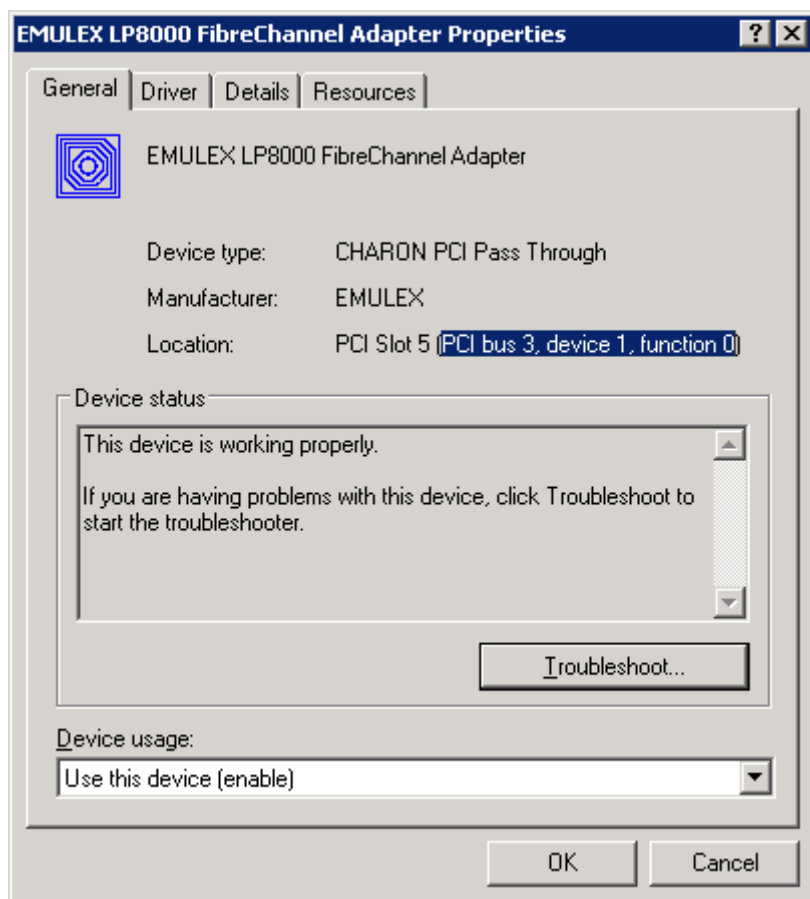 EMULEX LP8000 FibreChannel Adapter Properties
General Driver Details Resources
EMULEX LP8000 FibreChannel Adapter
Device type: CHARON PCI Pass Through
Manufacturer: EMULEX
Location: PCI Slot 5 (PCI bus 3, device 1, function 0)
Device status
This device is working properly.
If you are having problems with this device, click Troubleshoot to
start the troubleshooter.
Troubleshoot...
Device usage:
Use this device (enable)
OK Cancel